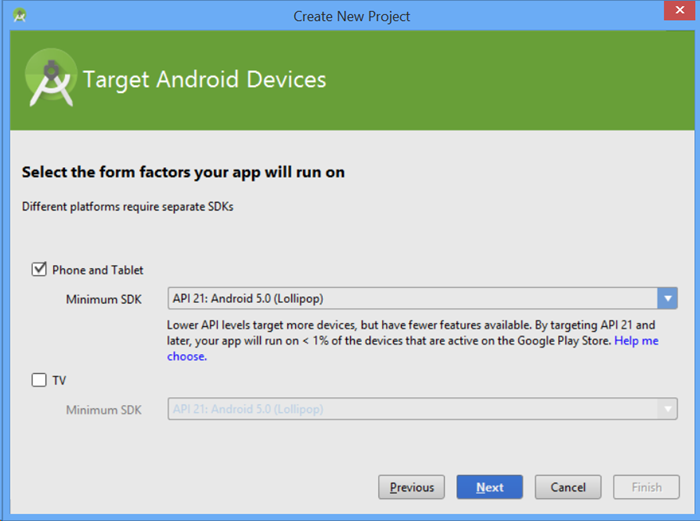 Create New Project
Target Android Devices
Select the form factors your app will run on
Different platforms require separate SDKs
Phone and Tablet
Minimum SDK
API 21: Android 5.0 (Lollipop)
Lower API levels target more devices, but have fewer features available. By targeting API 21 and
later, your app will run on < 1% of the devices that are active on the Google Play Store. Help me
choose.
TV
Minimum SDK
API 21: Android 5.0 (Lollipop)
Previous
Next
Cancel
Finish